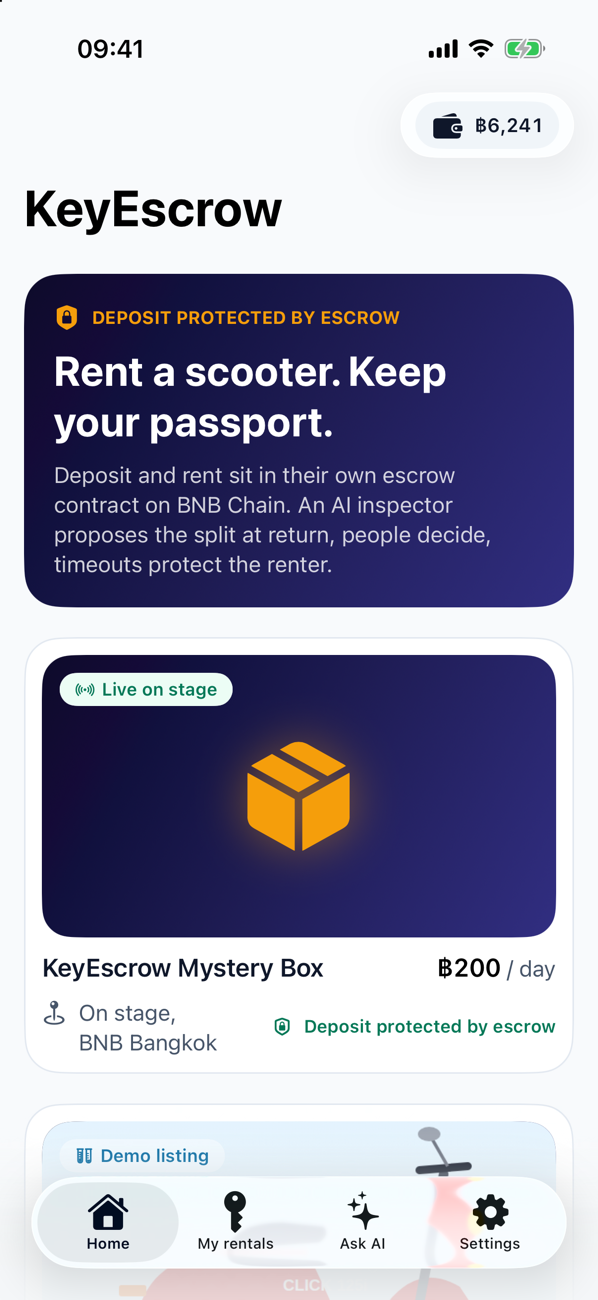 09:41
฿6,241
KeyEscrow
DEPOSIT PROTECTED BY ESCROW
Rent a scooter. Keep
your passport.
Deposit and rent sit in their own escrow
contract on BNB Chain. An AI inspector
proposes the split at return, people decide,
timeouts protect the renter.
Live on stage
KeyEscrow Mystery Box
฿200 / day
On stage,
BNB Bangkok
Deposit protected by escrow
Demo listing
Home
My rentals
Ask AI
Settings